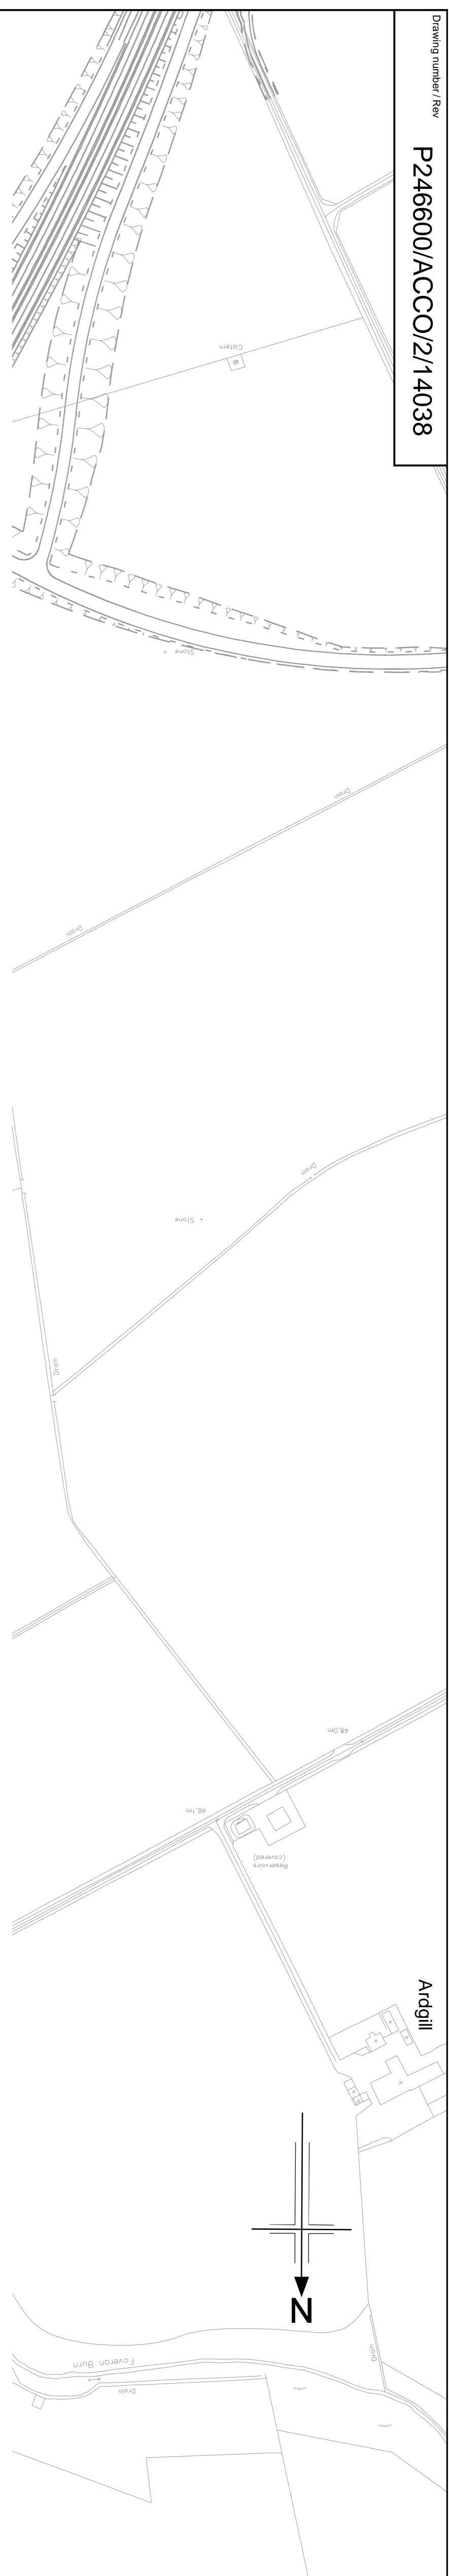 Drawing number / Rev
P246600/ACCO/2/14038
Cistern
Stone
Drain
Drain
Drain
Stone
Drain
48.0m
46.1m
Reservoirs
(covered)
Ardgill
N
Drain
Foveran Burn
Drain